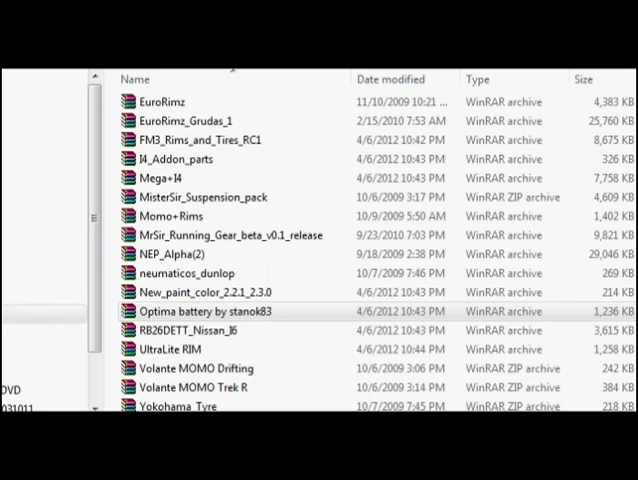 Name Date modified Type Size
EuroRimz 11/10/2009 10:21 ... WinRAR archive 4,383 KB
EuroRimz_Grudas_1 2/15/2010 7:53 AM WinRAR archive 25,760 KB
FM3_Rims_and_Tires_RC1 4/6/2012 10:42 PM WinRAR archive 8,675 KB
I4_Addon_parts 4/6/2012 10:43 PM WinRAR archive 326 KB
Mega+I4 4/6/2012 10:43 PM WinRAR archive 7,758 KB
MisterSir_Suspension_pack 10/6/2009 3:17 PM WinRAR ZIP archive 4,609 KB
Momo+Rims 10/9/2009 5:50 AM WinRAR archive 1,402 KB
MrSir_Running_Gear_beta_v0.1_release 9/23/2010 7:03 PM WinRAR archive 9,821 KB
NEP_Alpha(2) 9/18/2009 2:38 PM WinRAR archive 29,046 KB
neumaticos_dunlop 10/7/2009 7:46 PM WinRAR archive 269 KB
New_paint_color_2.2.1_2.3.0 4/6/2012 10:43 PM WinRAR archive 214 KB
Optima battery by stanok83 4/6/2012 10:43 PM WinRAR archive 1,236 KB
RB26DETT_Nissan_I6 4/6/2012 10:43 PM WinRAR archive 3,615 KB
UltraLite RIM 4/6/2012 10:44 PM WinRAR archive 1,258 KB
Volante MOMO Drifting 10/6/2009 3:06 PM WinRAR ZIP archive 242 KB
DVD
Volante MOMO Trek R 10/6/2009 3:14 PM WinRAR ZIP archive 384 KB
031011
Yokohama_Tyre 10/7/2009 7:45 PM WinRAR ZIP archive 218 KB